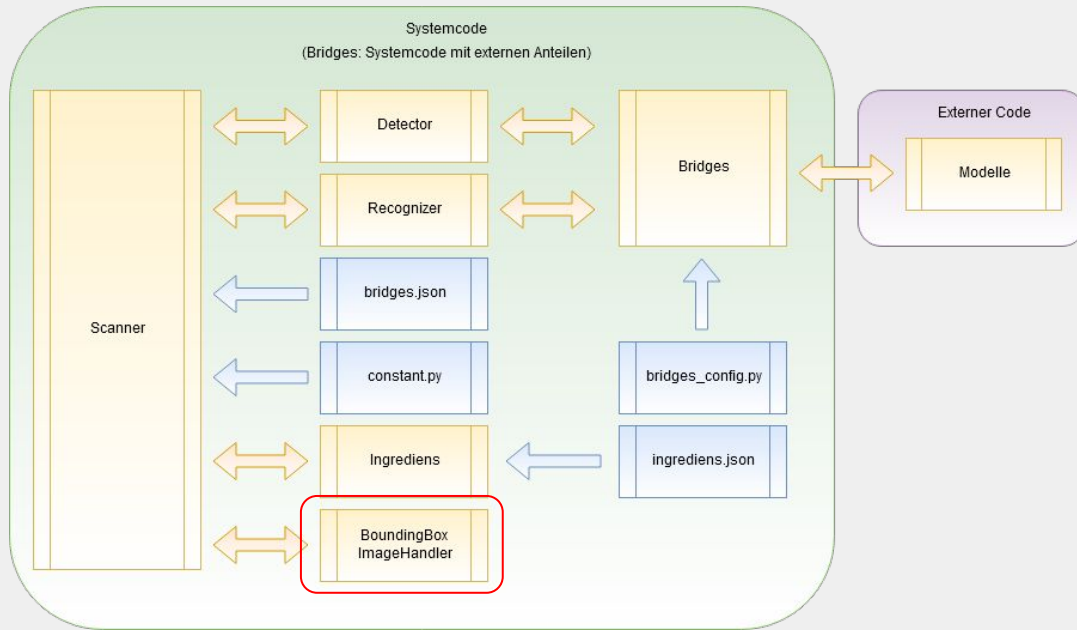 Systemcode
(Bridges: Systemcode mit externen Anteilen)
Scanner
Detector
Recognizer
bridges.json
constant.py
Ingrediens
BoundingBox
ImageHandler
Bridges
bridges_config.py
ingrediens.json
Externer Code
Modelle